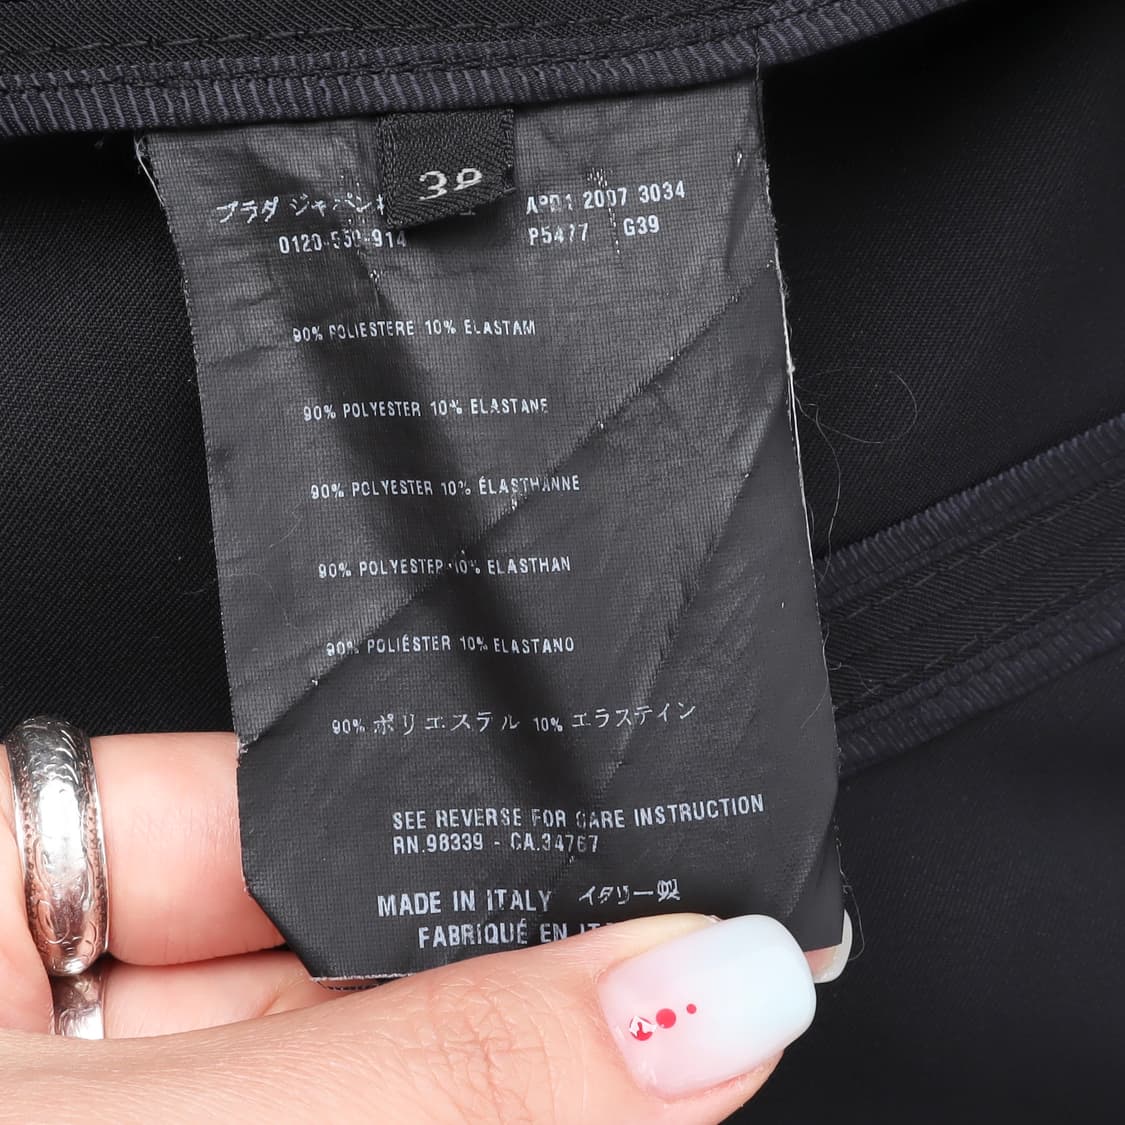 38
プラダ ジャパン
0120-559-914
2007 3034
P5477 G39
90% POLIESTERE 10% ELASTAM
90% POLYESTER 10% ELASTANE
90% POLYESTER 10% ÉLASTHANNE
90% POLYESTER 10% ELASTHAN
90% POLIÉSTER 10% ELASTANO
90% ポリエステル 10% エラステイン
SEE REVERSE FOR CARE INSTRUCTION
RN.98339 - CA.34767
MADE IN ITALY イタリー製
FABRIQUÉ EN